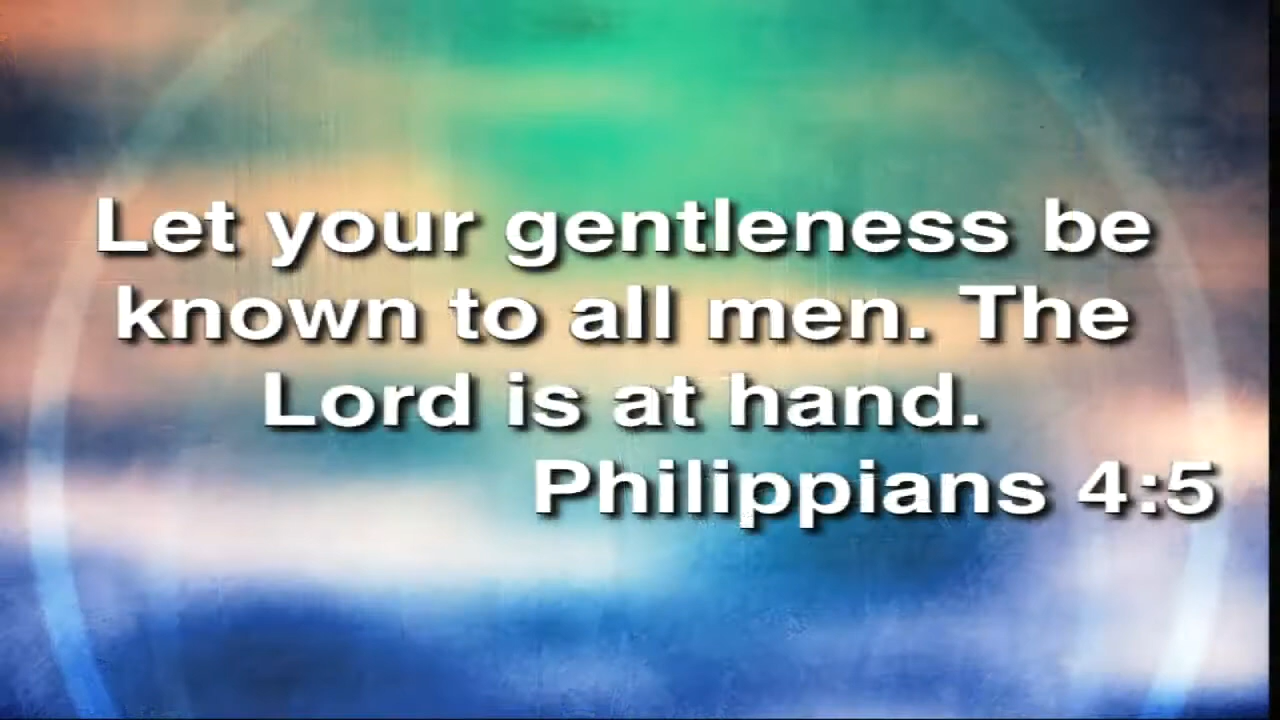 Let your gentleness be
known to all men. The
Lord is at hand.
Philippians 4:5